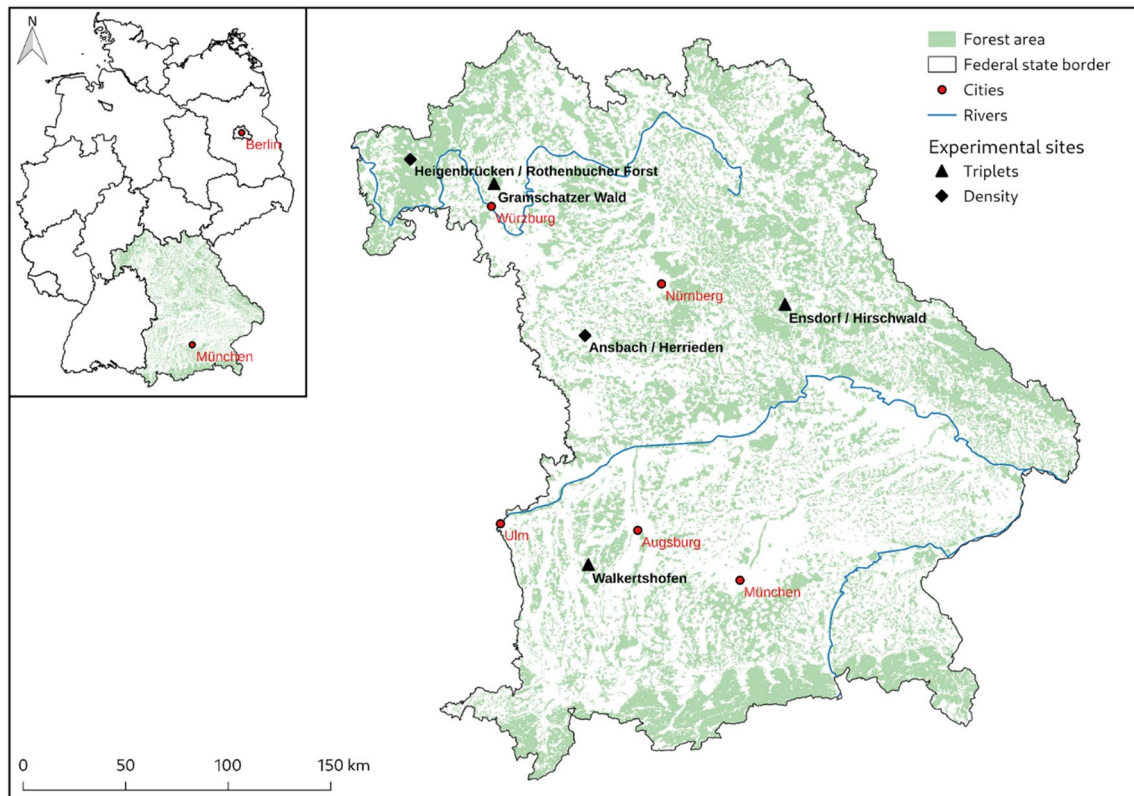 N
Berlin
München
Forest area
Federal state border
Cities
Rivers
Experimental sites
Triplets
Density
Heigenbrücken / Rothenbucher Forst
Gramschatzer Wald
Würzburg
Nürnberg
Ensdorf / Hirschwald
Ansbach / Herrieden
Ulm
Augsburg
Walkertshofen
München
0 50 100 150 km